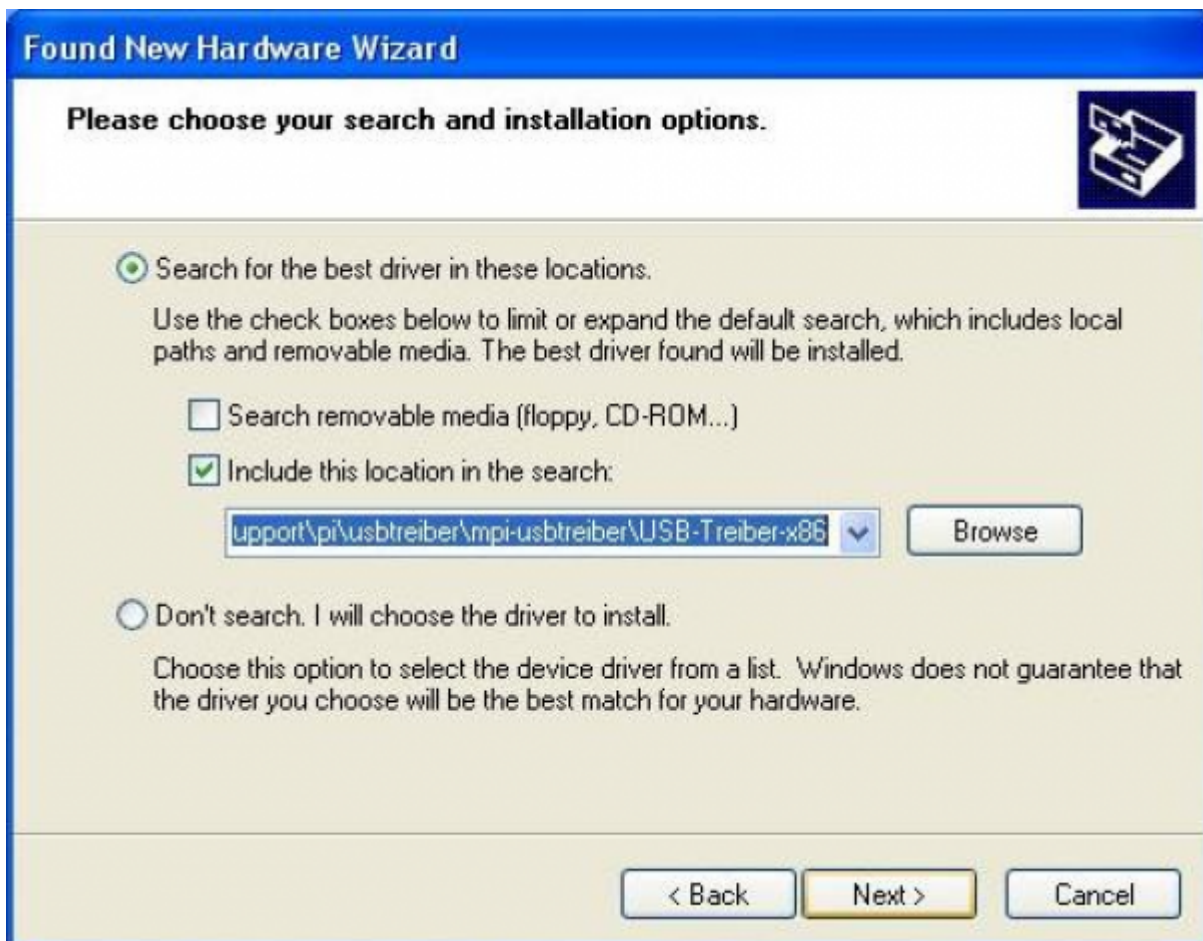 Found New Hardware Wizard
Please choose your search and installation options.
Search for the best driver in these locations.
Use the check boxes below to limit or expand the default search, which includes local
paths and removable media. The best driver found will be installed.
Search removable media (floppy, CD-ROM...)
Include this location in the search:
upport\pi\usbtreiber\mpi-usbtreiber\USB-Treiber-x86
Browse
Don't search. I will choose the driver to install.
Choose this option to select the device driver from a list. Windows does not guarantee that
the driver you choose will be the best match for your hardware.
< Back
Next >
Cancel